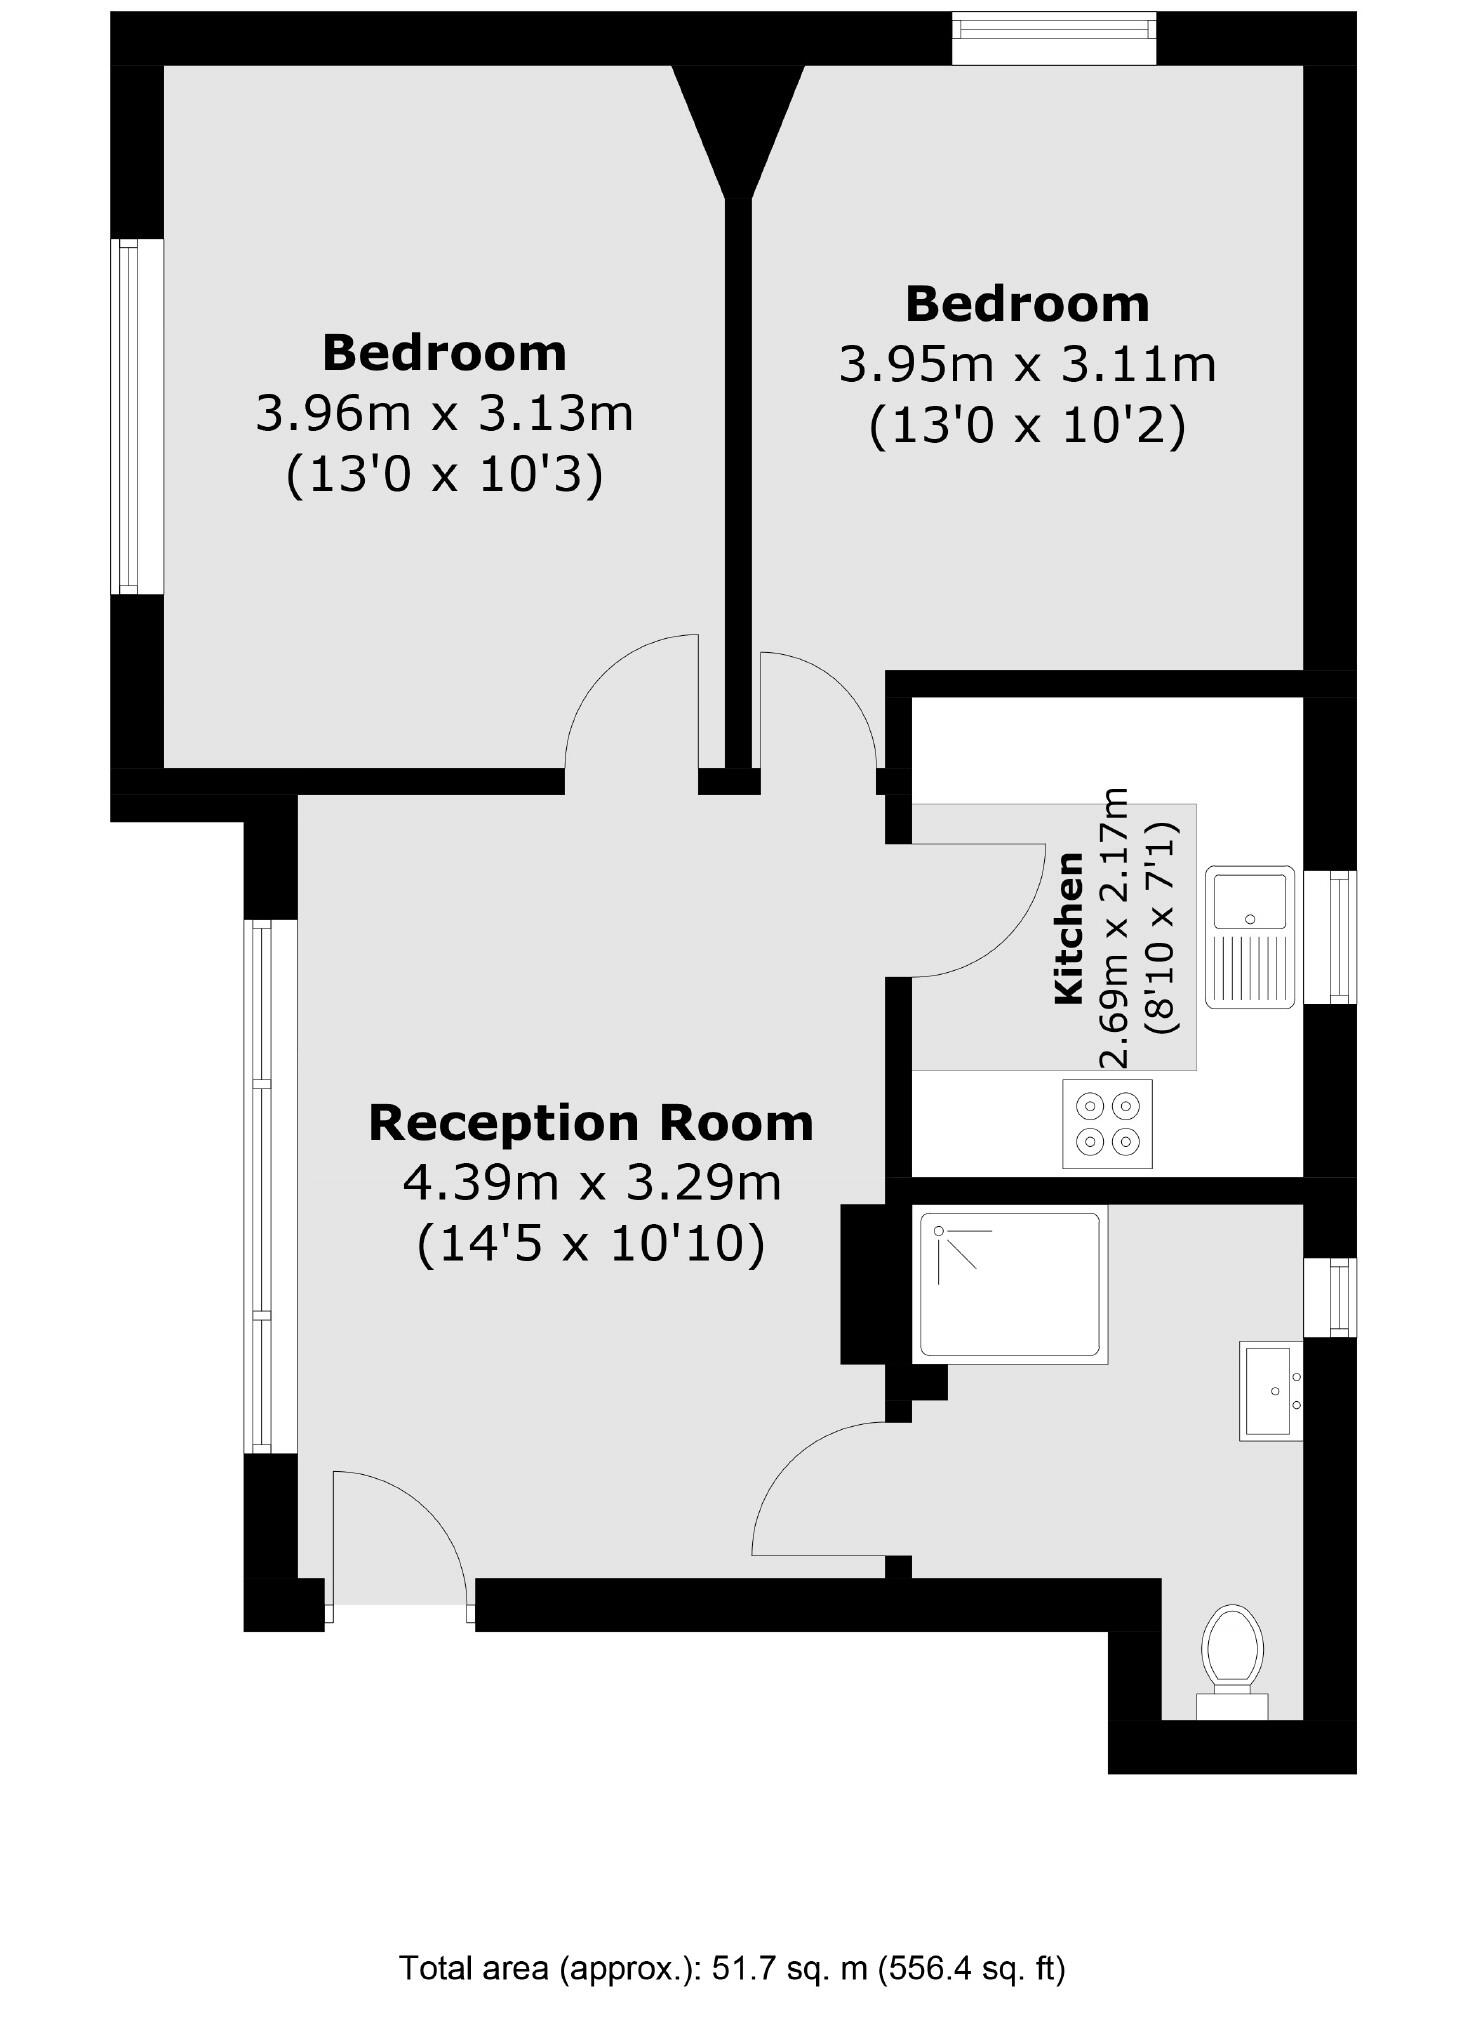 Bedroom
3.96m x 3.13m
(13'0 x 10'3)
Bedroom
3.95m x 3.11m
(13'0 x 10'2)
Kitchen
2.69m x 2.17m
(8'10 x 7'1)
Reception Room
4.39m x 3.29m
(14'5 x 10'10)
Total area (approx.): 51.7 sq. m (556.4 sq. ft)